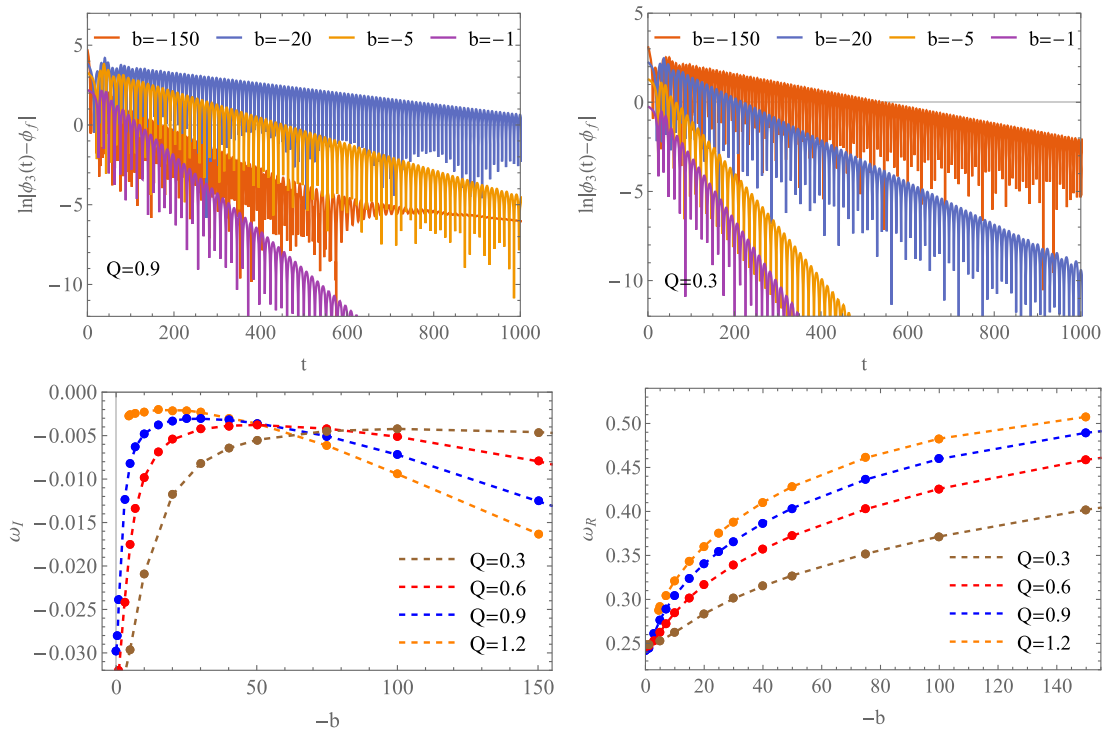 b=−150 b=−20 b=−5 b=−1
5
0
−5
−10
ln|ϕ3(t)−ϕf|
Q=0.9
0 200 400 600 800 1000
t
b=−150 b=−20 b=−5 b=−1
5
0
−5
−10
ln|ϕ3(t)−ϕf|
Q=0.3
0 200 400 600 800 1000
t
0.000
−0.005
−0.010
−0.015
−0.020
−0.025
−0.030
ωI
Q=0.3
Q=0.6
Q=0.9
Q=1.2
0 50 100 150
−b
0.50
0.45
0.40
0.35
0.30
0.25
ωR
Q=0.3
Q=0.6
Q=0.9
Q=1.2
0 20 40 60 80 100 120 140
−b